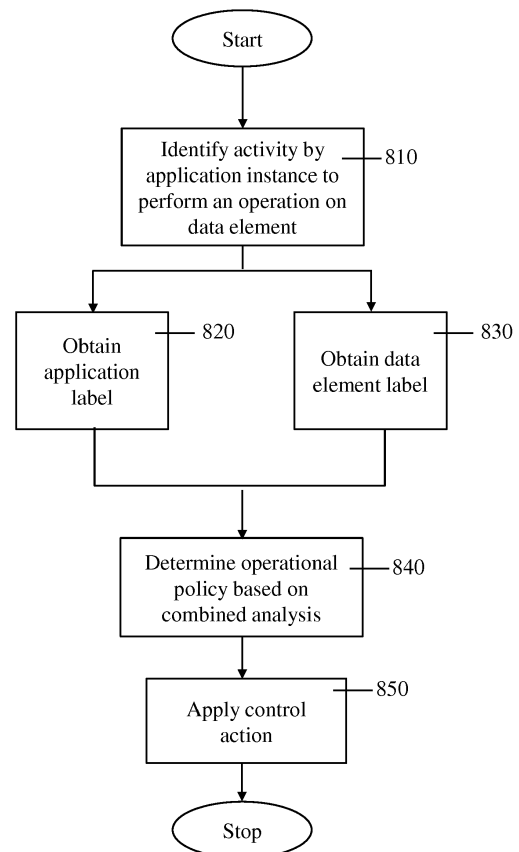 Start
Identify activity by
application instance to
perform an operation on
data element
810
Obtain
application
label
820
Obtain data
element label
830
Determine operational
policy based on
combined analysis
840
Apply control
action
850
Stop